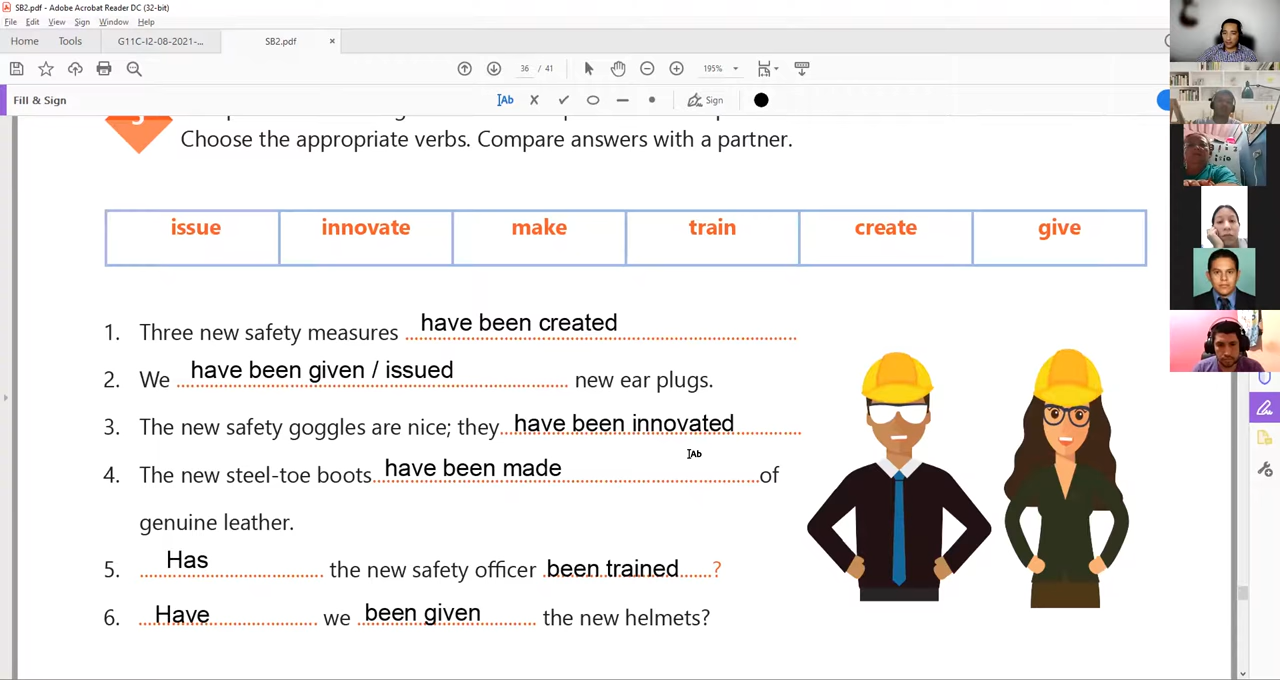 SB2.pdf - Adobe Acrobat Reader DC (32-bit)
File Edit View Sign Window Help
Home Tools G11C-I2-08-2021-... SB2.pdf ×
36 / 41 195%
Fill & Sign Ab Sign
Choose the appropriate verbs. Compare answers with a partner.
issue innovate make train create give
1. Three new safety measures have been created
2. We have been given / issued new ear plugs.
3. The new safety goggles are nice; they have been innovated
4. The new steel-toe boots have been made of
genuine leather.
5. Has the new safety officer been trained ?
6. Have we been given the new helmets?